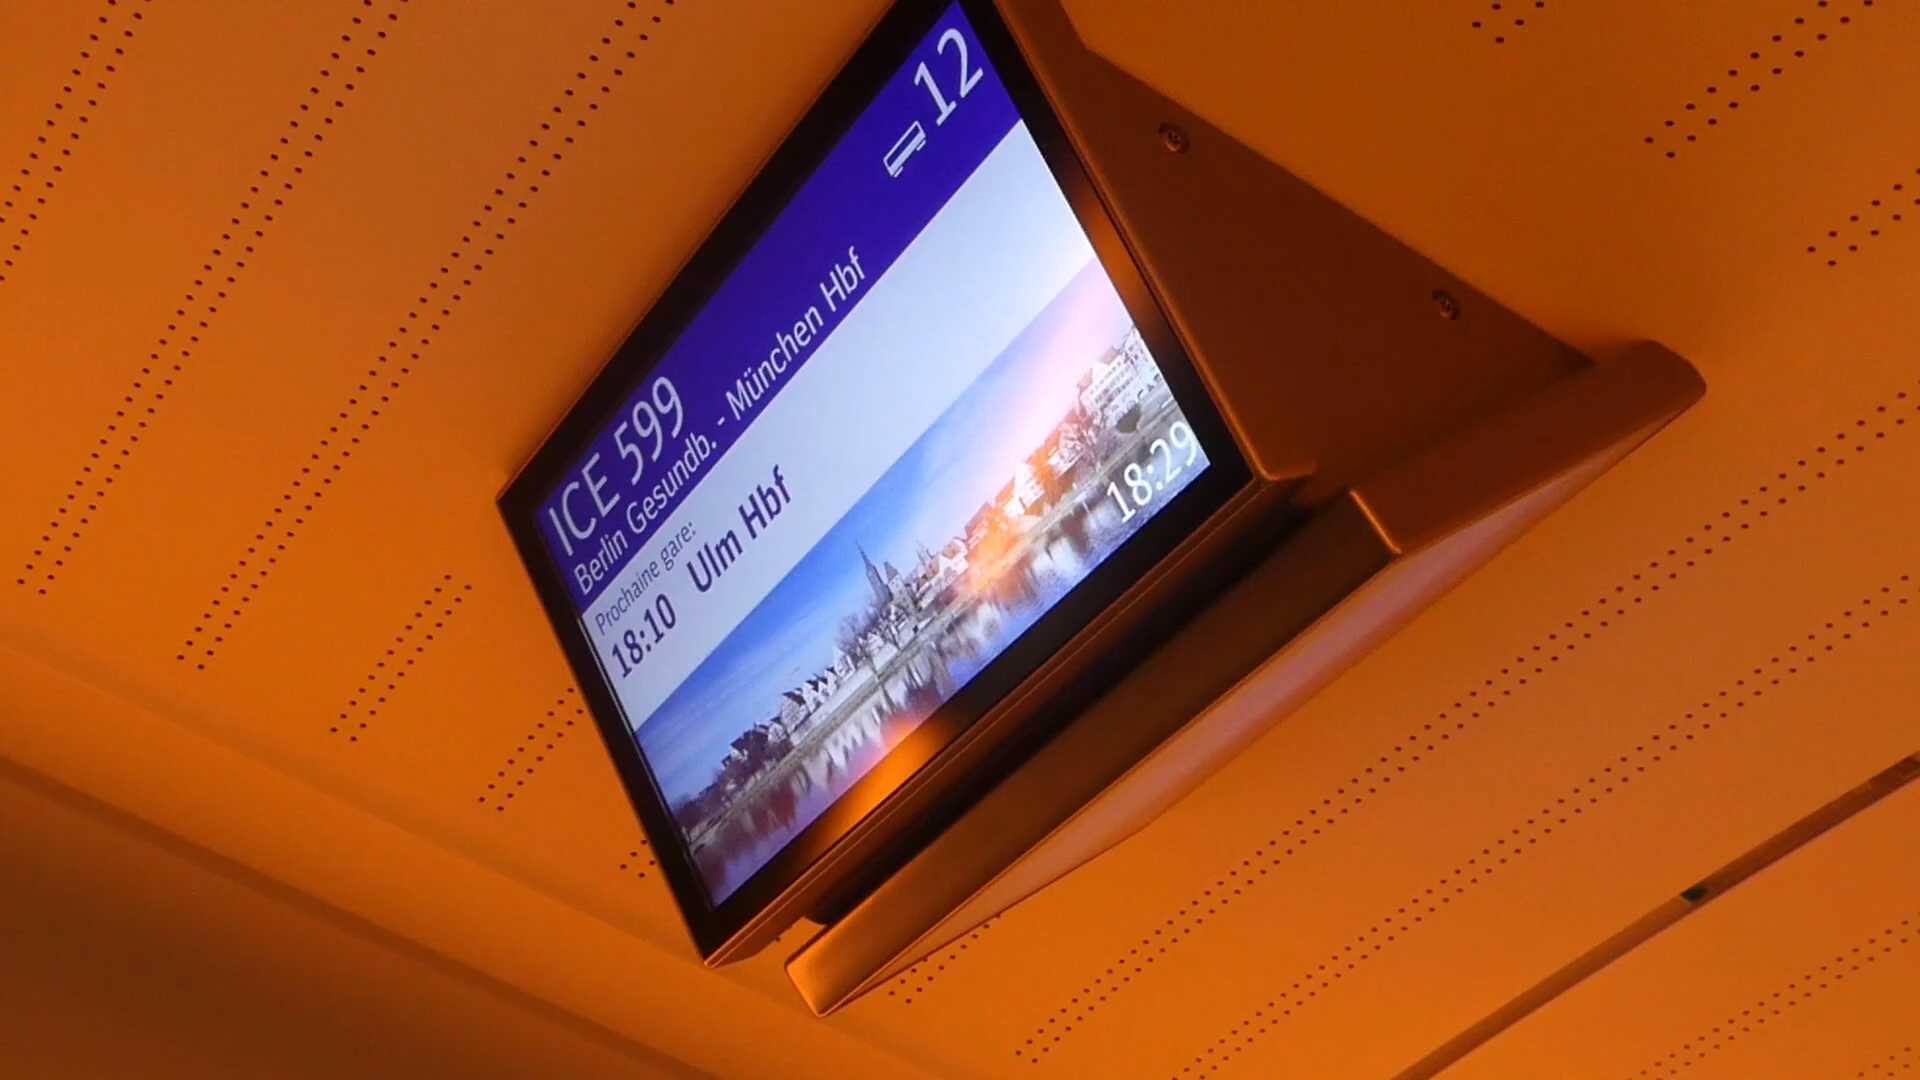 ICE 599
12
Berlin Gesundb. - München Hbf
Prochaine gare:
18:10 Ulm Hbf
18:29